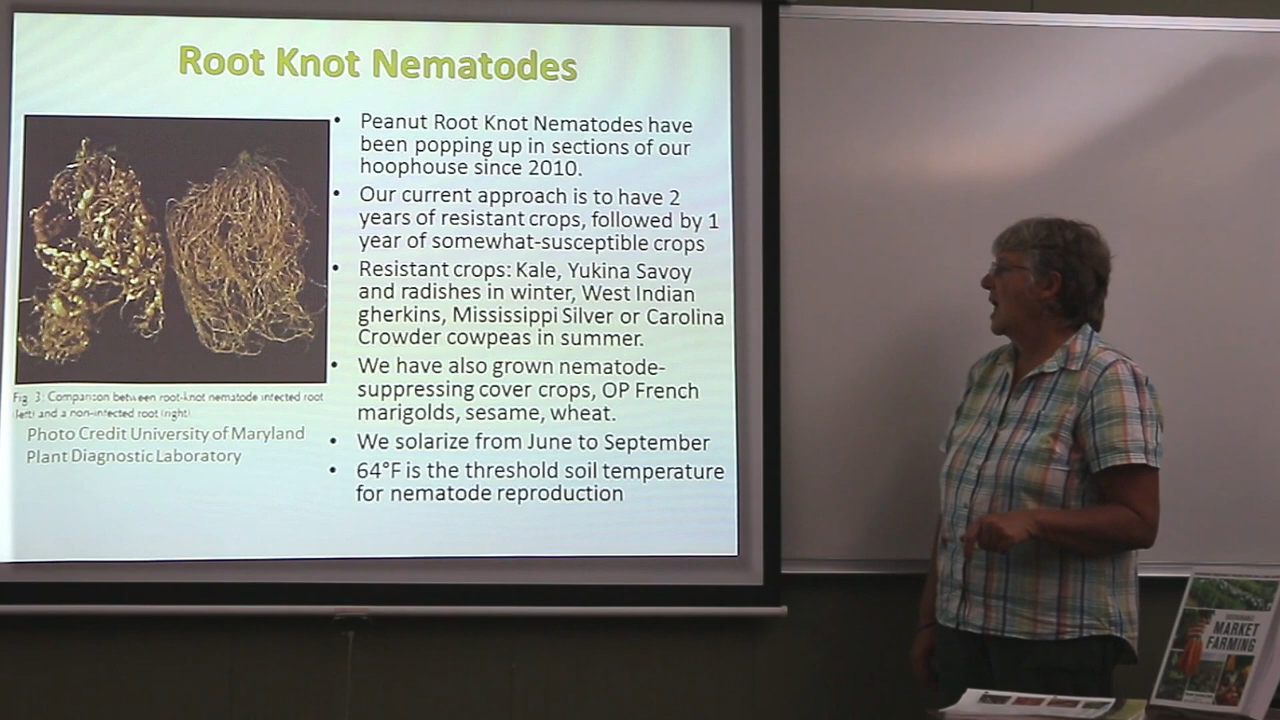 Root Knot Nematodes
• Peanut Root Knot Nematodes have
been popping up in sections of our
hoophouse since 2010.
• Our current approach is to have 2
years of resistant crops, followed by 1
year of somewhat-susceptible crops
• Resistant crops: Kale, Yukina Savoy
and radishes in winter, West Indian
gherkins, Mississippi Silver or Carolina
Crowder cowpeas in summer.
• We have also grown nematode-
suppressing cover crops, OP French
marigolds, sesame, wheat.
• We solarize from June to September
• 64°F is the threshold soil temperature
for nematode reproduction
Fig. 3. Comparison between root-knot nematode infected root
(left) and a non-infected root (right).
Photo Credit University of Maryland
Plant Diagnostic Laboratory
SUSTAINABLE
MARKET
FARMING